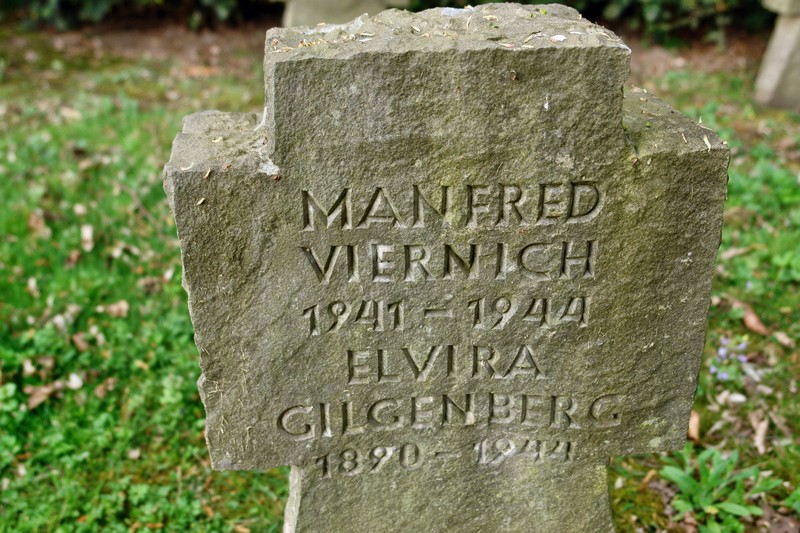 MANFRED
VIERNICH
1941 – 1944
ELVIRA
GILGENBERG
1890 – 1944